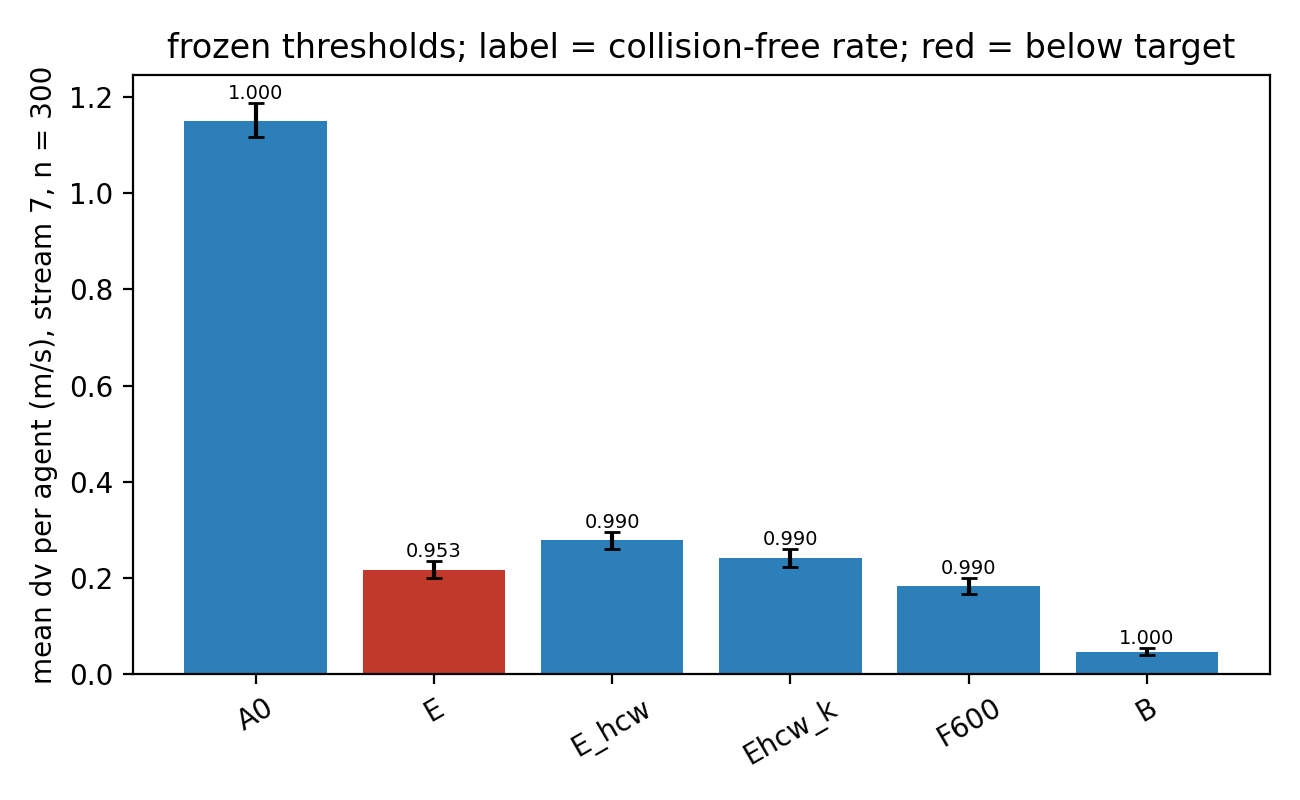 frozen thresholds; label = collision-free rate; red = below target
mean dv per agent (m/s), stream 7, n = 300
1.2
1.0
0.8
0.6
0.4
0.2
0.0
1.000
0.953
0.990
0.990
0.990
1.000
A0
E
E_hcw
Ehcw_k
F600
B